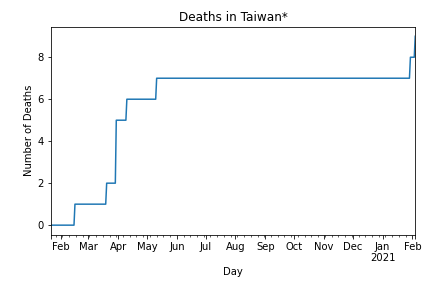 Deaths in Taiwan*
Number of Deaths
8
6
4
2
0
Feb Mar Apr May Jun Jul Aug Sep Oct Nov Dec Jan Feb
2021
Day